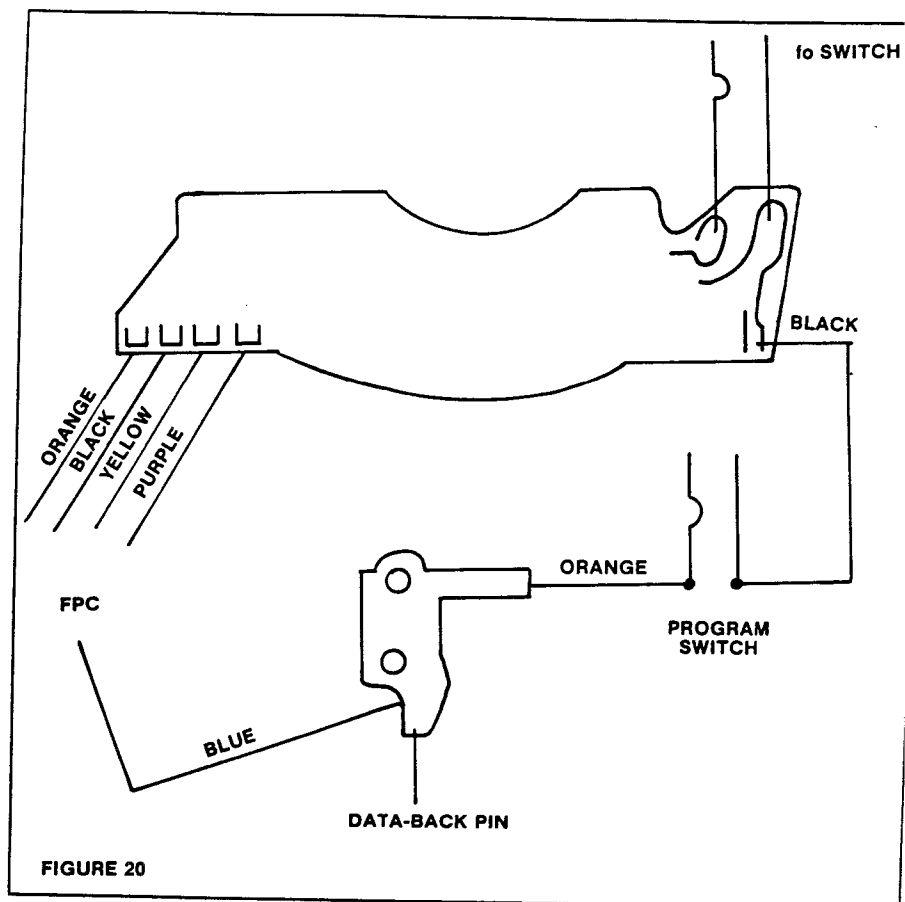 fo SWITCH
BLACK
ORANGE
BLACK
YELLOW
PURPLE
ORANGE
FPC
PROGRAM
SWITCH
BLUE
DATA-BACK PIN
FIGURE 20